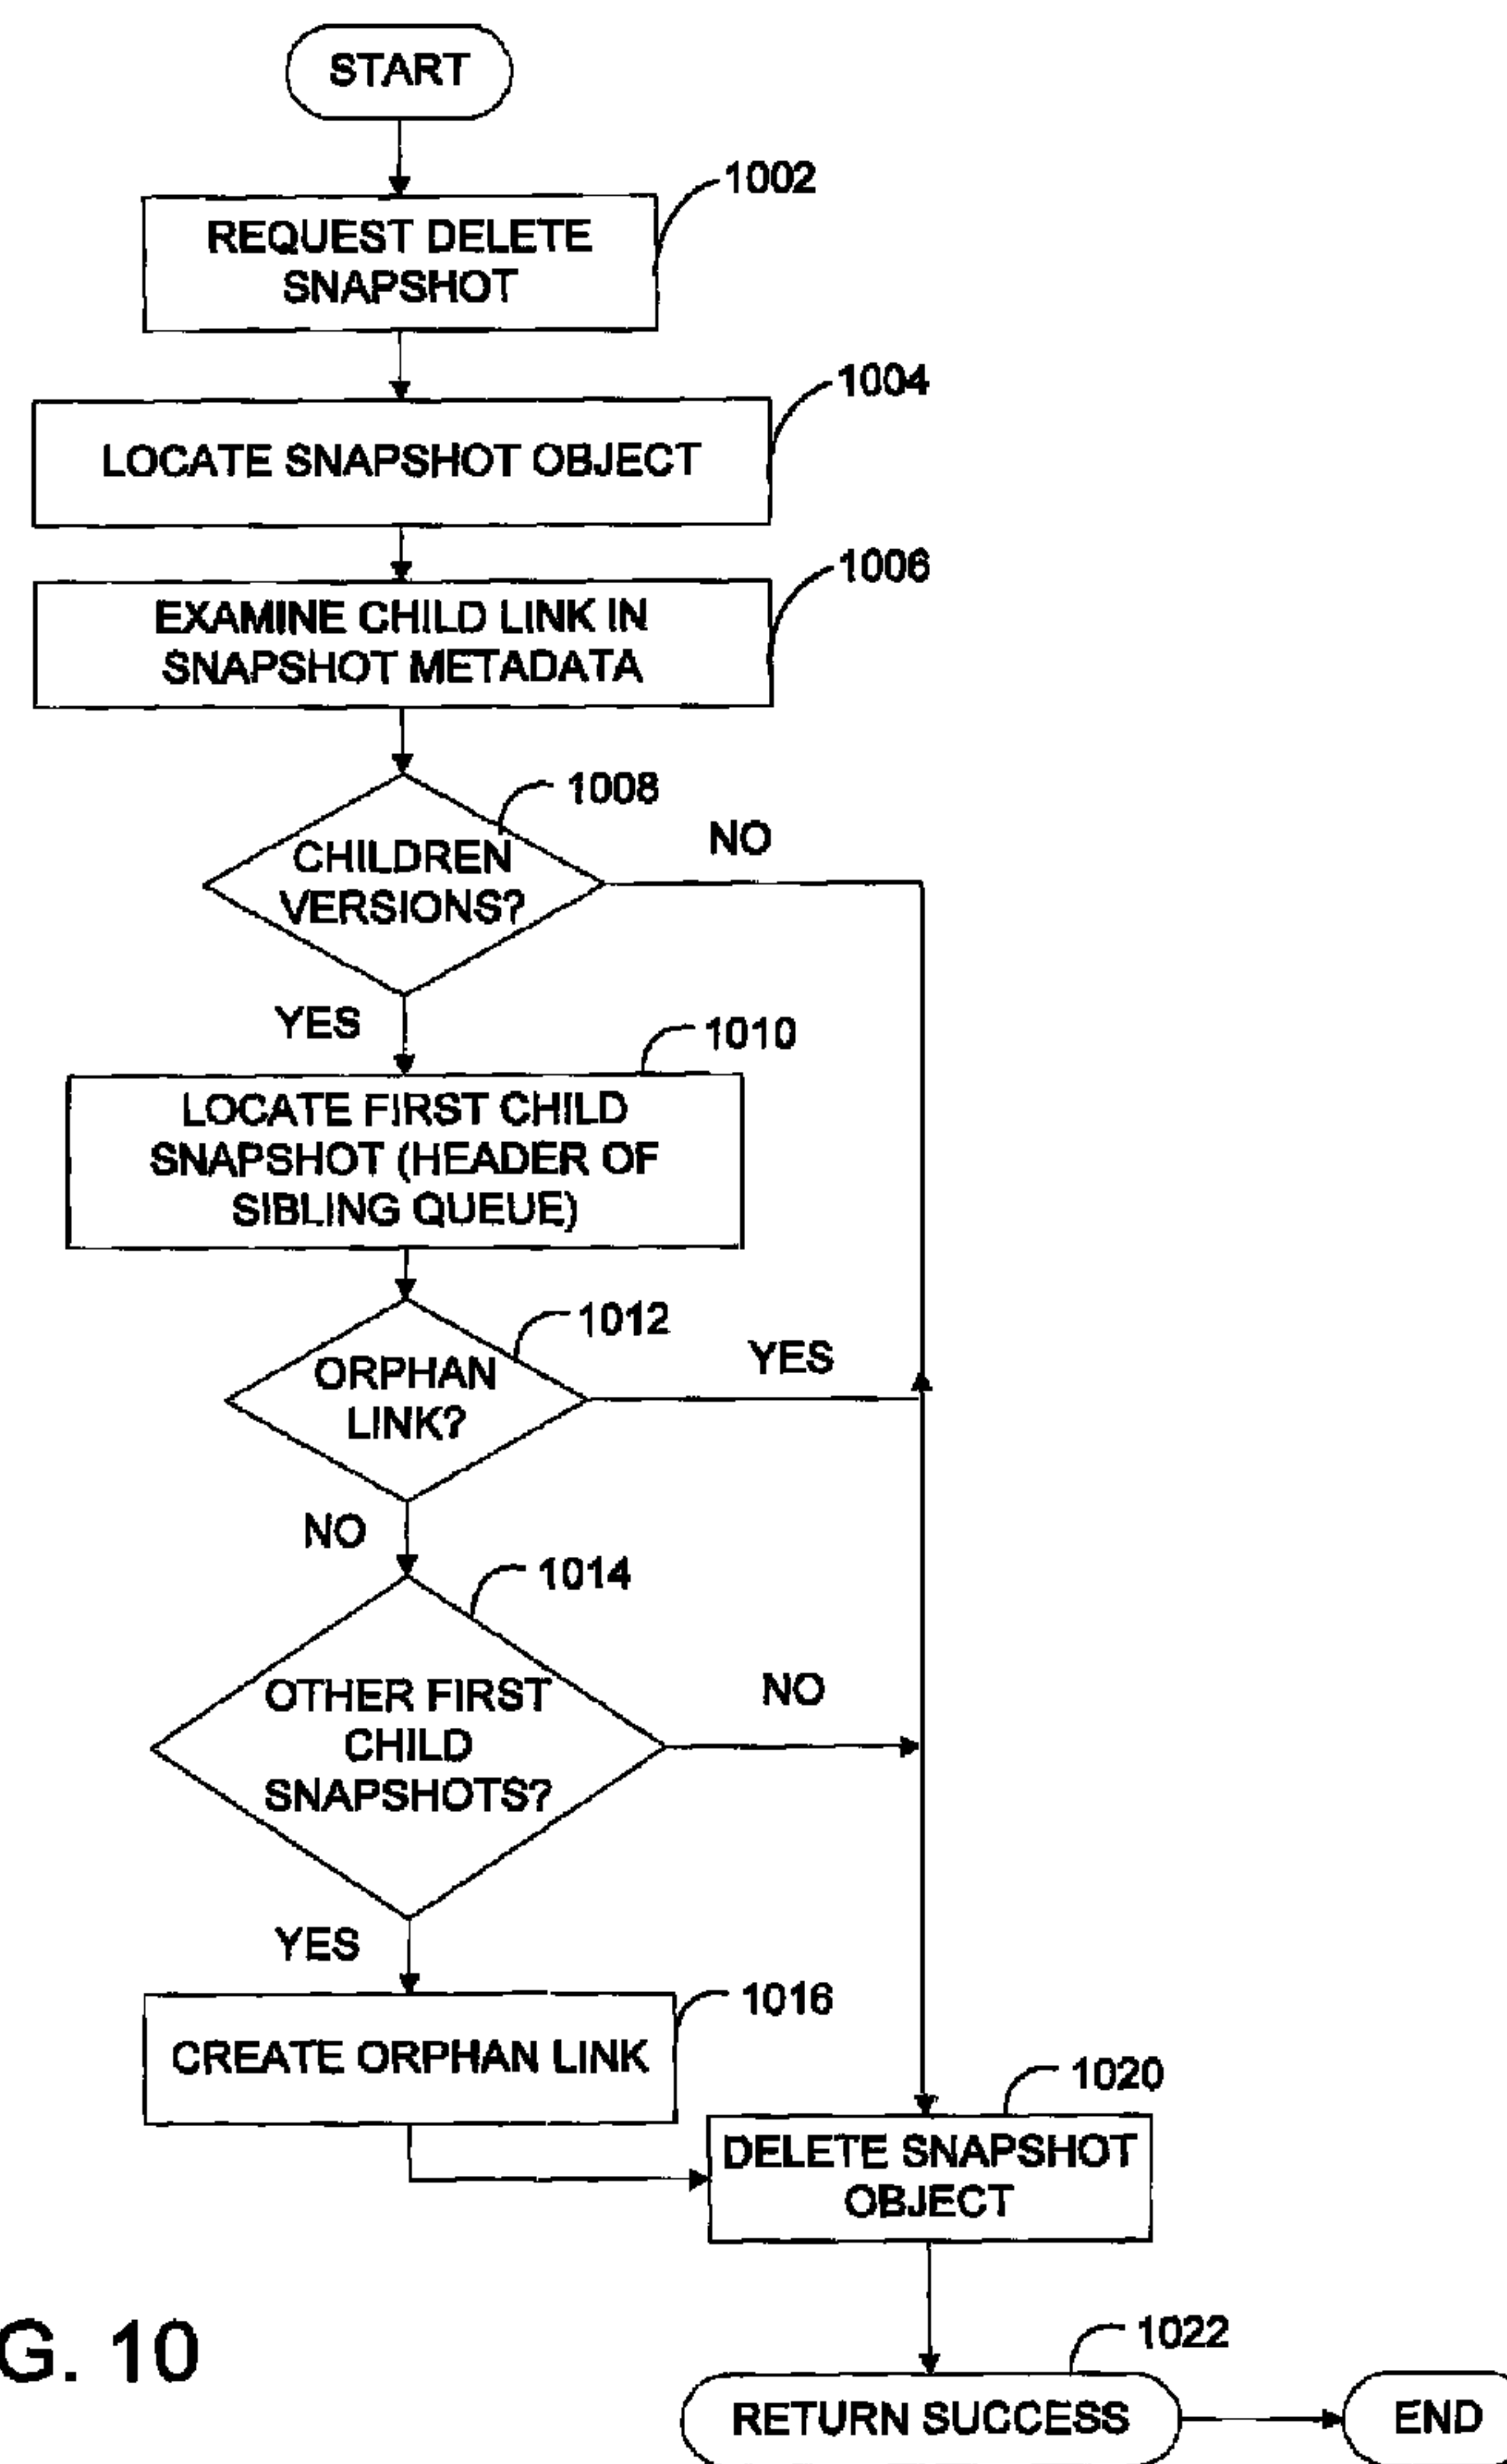 START
1002
REQUEST DELETE
SNAPSHOT
1004
LOCATE SNAPSHOT OBJECT
1006
EXAMINE CHILD LINK IN
SNAPSHOT METADATA
1008
CHILDREN
VERSIONS?
NO
YES
1010
LOCATE FIRST CHILD
SNAPSHOT (HEADER OF
SIBLING QUEUE)
1012
ORPHAN
LINK?
YES
NO
1014
OTHER FIRST
CHILD
SNAPSHOTS?
NO
YES
1016
CREATE ORPHAN LINK
1020
DELETE SNAPSHOT
OBJECT
1022
RETURN SUCCESS
END
G. 10